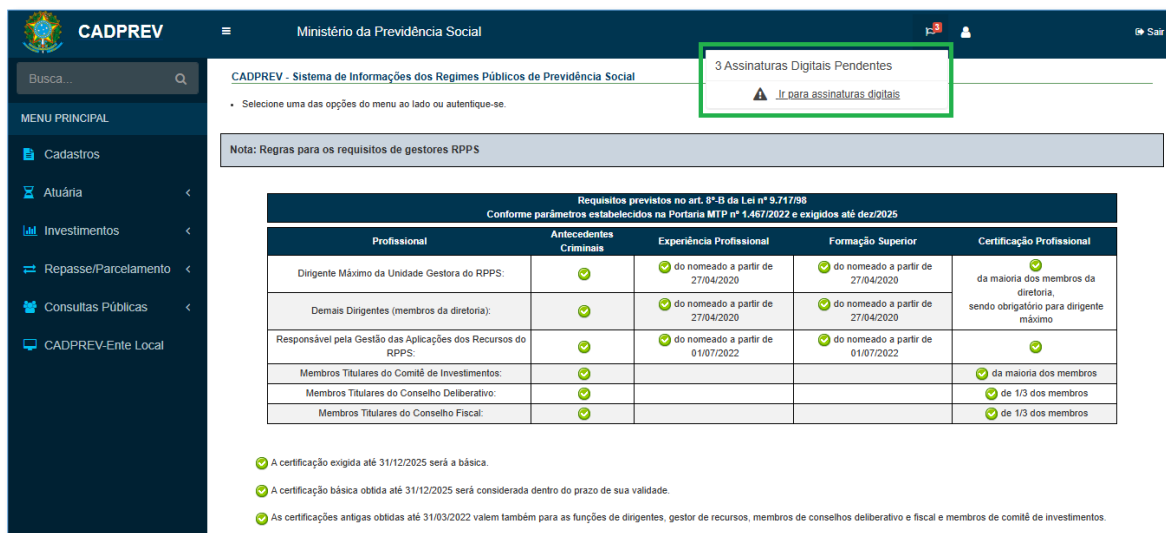 CADPREV
Ministério da Previdência Social
3
Sair
Busca...
MENU PRINCIPAL
Cadastros
Atuária
Investimentos
Repasse/Parcelamento
Consultas Públicas
CADPREV-Ente Local
3 Assinaturas Digitais Pendentes
Ir para assinaturas digitais
CADPREV - Sistema de Informações dos Regimes Públicos de Previdência Social
Selecione uma das opções do menu ao lado ou autentique-se.
Nota: Regras para os requisitos de gestores RPPS
Requisitos previstos no art. 8º-B da Lei nº 9.717/98
Conforme parâmetros estabelecidos na Portaria MTP nº 1.467/2022 e exigidos até dez/2025
Profissional
Antecedentes
Criminais
Experiência Profissional
Formação Superior
Certificação Profissional
Dirigente Máximo da Unidade Gestora do RPPS:
do nomeado a partir de
27/04/2020
do nomeado a partir de
27/04/2020
da maioria dos membros da
diretoria,
sendo obrigatório para dirigente
máximo
Demais Dirigentes (membros da diretoria):
do nomeado a partir de
27/04/2020
do nomeado a partir de
27/04/2020
Responsável pela Gestão das Aplicações dos Recursos do
RPPS:
do nomeado a partir de
01/07/2022
do nomeado a partir de
01/07/2022
Membros Titulares do Comitê de Investimentos:
da maioria dos membros
Membros Titulares do Conselho Deliberativo:
de 1/3 dos membros
Membros Titulares do Conselho Fiscal:
de 1/3 dos membros
A certificação exigida até 31/12/2025 será a básica.
A certificação básica obtida até 31/12/2025 será considerada dentro do prazo de sua validade.
As certificações antigas obtidas até 31/03/2022 valem também para as funções de dirigentes, gestor de recursos, membros de conselhos deliberativo e fiscal e membros de comitê de investimentos.